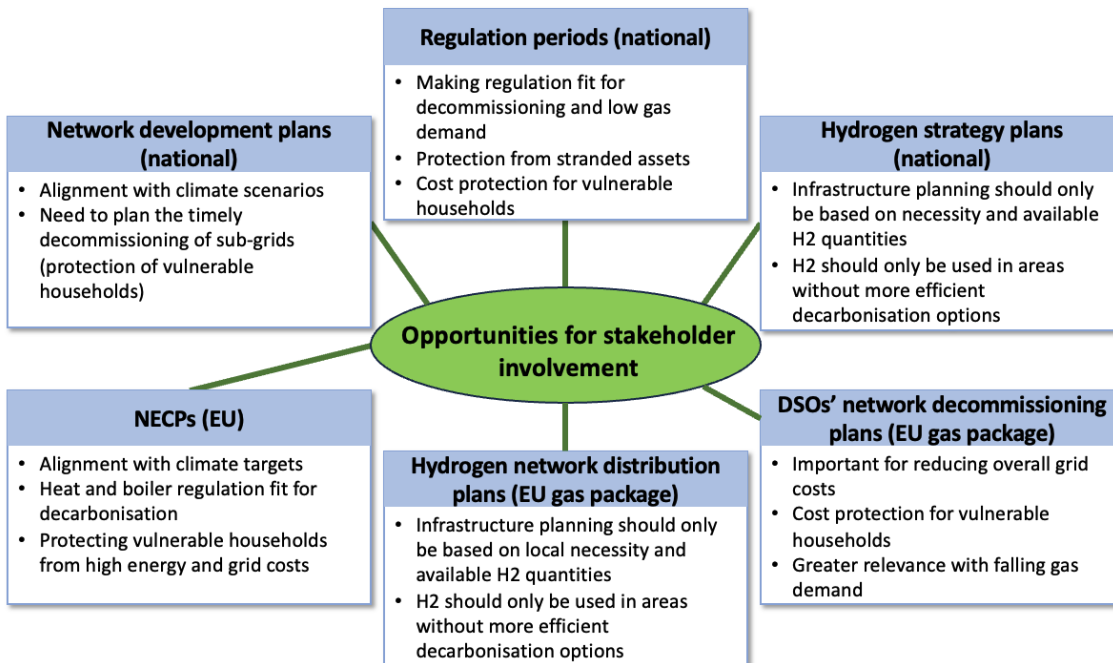 Regulation periods (national)
• Making regulation fit for
decommissioning and low gas
demand
• Protection from stranded assets
• Cost protection for vulnerable
households
Network development plans
(national)
• Alignment with climate scenarios
• Need to plan the timely
decommissioning of sub-grids
(protection of vulnerable
households)
Hydrogen strategy plans
(national)
• Infrastructure planning should only
be based on necessity and available
H2 quantities
• H2 should only be used in areas
without more efficient
decarbonisation options
Opportunities for stakeholder
involvement
NECPs (EU)
• Alignment with climate targets
• Heat and boiler regulation fit for
decarbonisation
• Protecting vulnerable households
from high energy and grid costs
Hydrogen network distribution
plans (EU gas package)
• Infrastructure planning should only
be based on local necessity and
available H2 quantities
• H2 should only be used in areas
without more efficient
decarbonisation options
DSOs’ network decommissioning
plans (EU gas package)
• Important for reducing overall grid
costs
• Cost protection for vulnerable
households
• Greater relevance with falling gas
demand